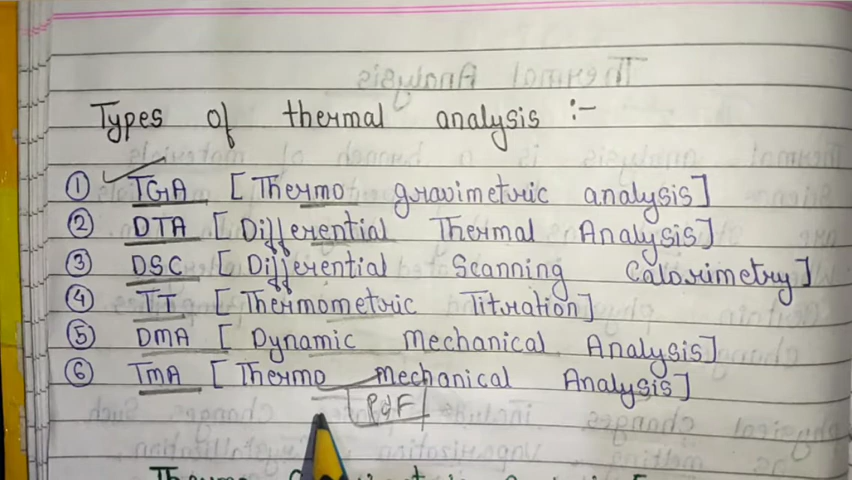 Types of thermal analysis :-
① TGA [Thermo gravimetric analysis]
② DTA [Differential Thermal Analysis]
③ DSC [Differential Scanning Calorimetry]
④ TT [Thermometric Titration]
⑤ DMA [Dynamic Mechanical Analysis]
⑥ TMA [Thermo Mechanical Analysis]
PdF